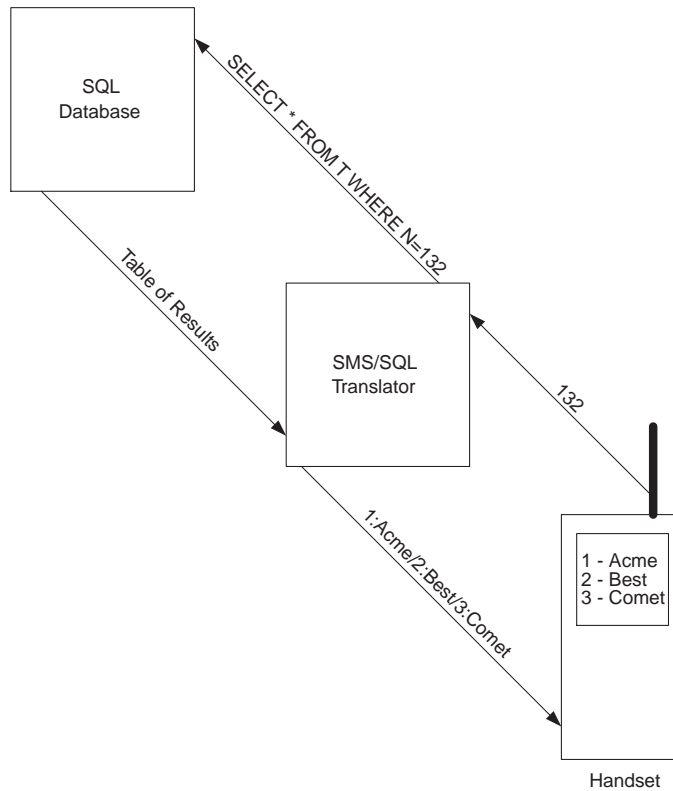 SQL
Database
SELECT * FROM T WHERE N=132
Table of Results
SMS/SQL
Translator
132
1:Acme/2:Best/3:Comet
1 - Acme
2 - Best
3 - Comet
Handset